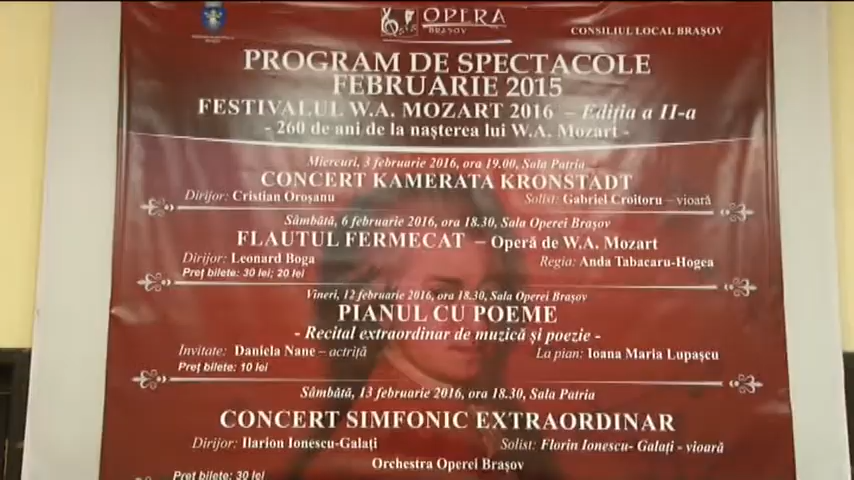 OPERA
BRAȘOV
CONSILIUL LOCAL BRAȘOV
PROGRAM DE SPECTACOLE
FEBRUARIE 2015
FESTIVALUL W.A. MOZART 2016 – Ediția a II-a
- 260 de ani de la nașterea lui W.A. Mozart -
Miercuri, 3 februarie 2016, ora 19.00, Sala Patria
CONCERT KAMERATA KRONSTADT
Dirijor: Cristian Oroșanu Solist: Gabriel Croitoru – vioară
Sâmbătă, 6 februarie 2016, ora 18.30, Sala Operei Brașov
FLAUTUL FERMECAT – Operă de W.A. Mozart
Dirijor: Leonard Boga Regia: Anda Tabacaru-Hogea
Preț bilete: 30 lei; 20 lei
Vineri, 12 februarie 2016, ora 18.30, Sala Operei Brașov
PIANUL CU POEME
- Recital extraordinar de muzică și poezie -
Invitate: Daniela Nane – actriță La pian: Ioana Maria Lupașcu
Preț bilete: 10 lei
Sâmbătă, 13 februarie 2016, ora 18.30, Sala Patria
CONCERT SIMFONIC EXTRAORDINAR
Dirijor: Ilarion Ionescu-Galați Solist: Florin Ionescu-Galați - vioară
Orchestra Operei Brașov
Preț bilete: 30 lei